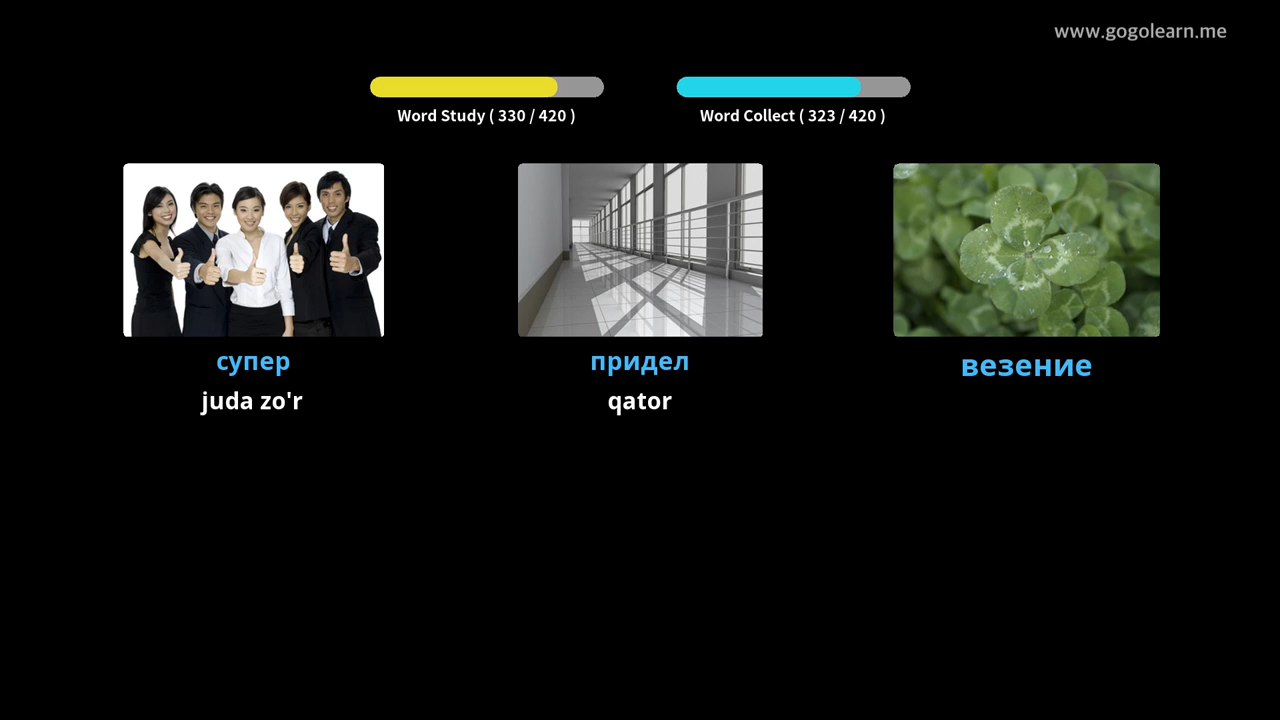 www.gogolearn.me
Word Study ( 330 / 420 )
Word Collect ( 323 / 420 )
супер
juda zo'r
придел
qator
везение